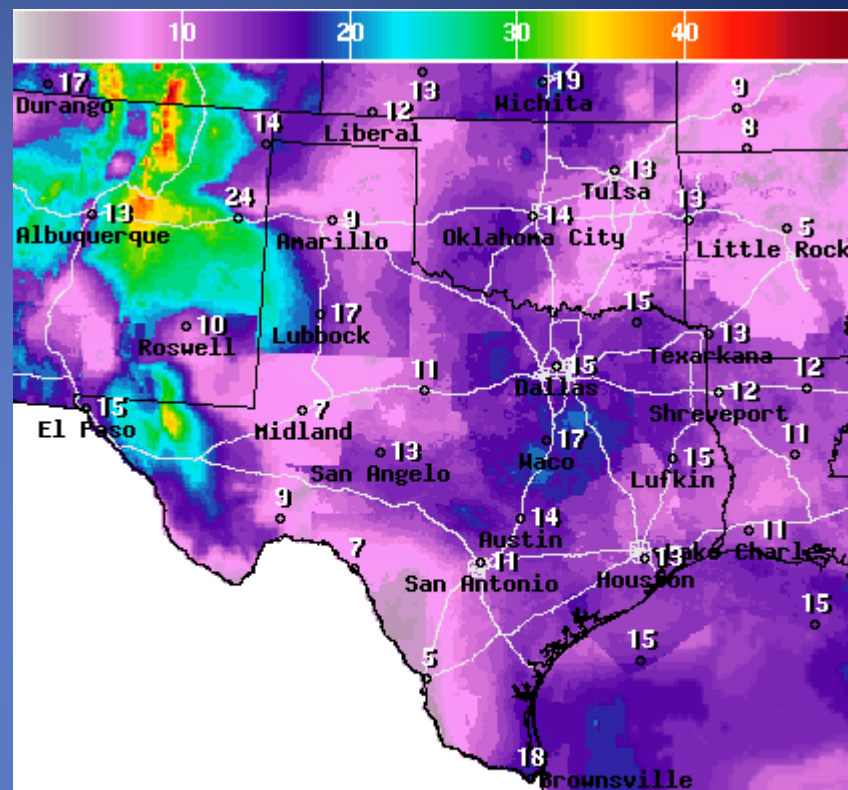 10 20 30 40
17 13 19 9
Durango Wichita
12
Liberal
14 8
13
Tulsa
24 13
13 9 14 5
Albuquerque Amarillo Oklahoma City Little Rock
10 17 15 13
Roswell Lubbock Texarkana
11 15 12
Dallas
15 7 12
El Paso Midland Shreveport
13 17 15 11
San Angelo Waco Lufkin
9 14 11
Austin
7 11 13 Lake Charle
San Antonio Houston
15
15
5
18
Brownsville